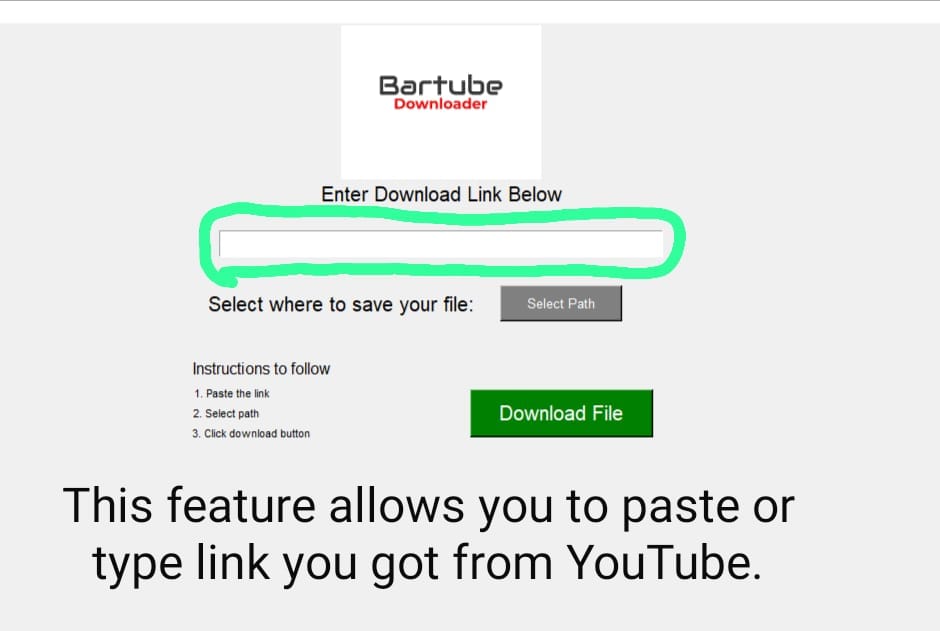 Bartube
Downloader
Enter Download Link Below
Select where to save your file:
Select Path
Instructions to follow
1. Paste the link
2. Select path
3. Click download button
Download File
This feature allows you to paste or
type link you got from YouTube.